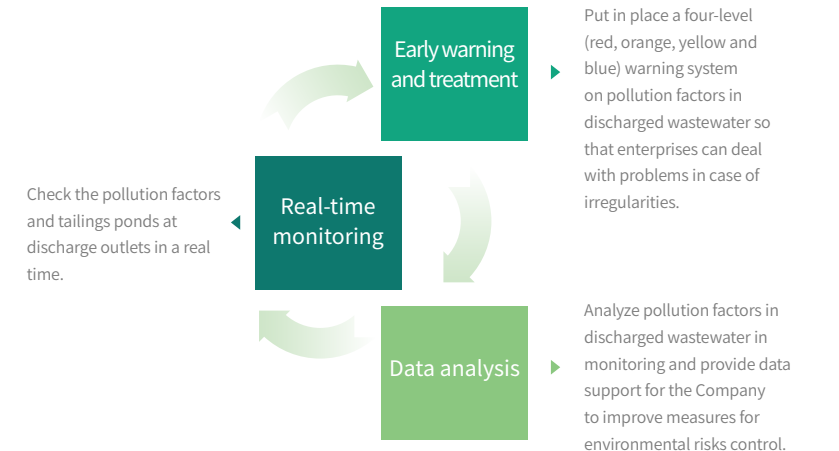 Early warning
and treatment
Put in place a four-level
(red, orange, yellow and
blue) warning system
on pollution factors in
discharged wastewater so
that enterprises can deal
with problems in case of
irregularities.
Real-time
monitoring
Check the pollution factors
and tailings ponds at
discharge outlets in a real
time.
Data analysis
Analyze pollution factors in
discharged wastewater in
monitoring and provide data
support for the Company
to improve measures for
environmental risks control.